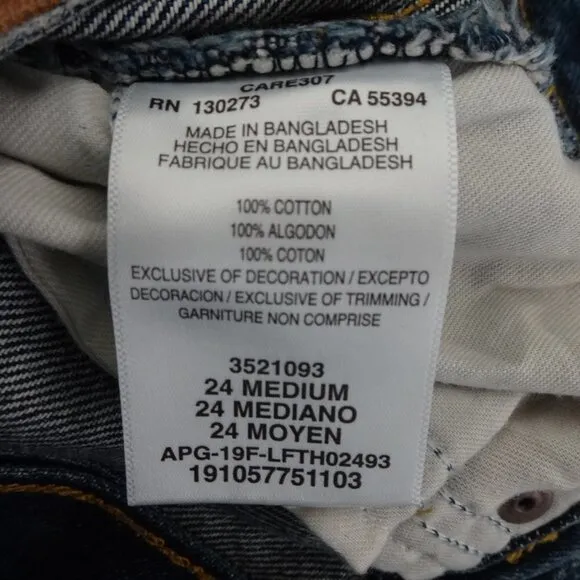 CARE307
RN 130273 CA 55394
MADE IN BANGLADESH
HECHO EN BANGLADESH
FABRIQUE AU BANGLADESH
100% COTTON
100% ALGODON
100% COTON
EXCLUSIVE OF DECORATION / EXCEPTO
DECORACION / EXCLUSIVE OF TRIMMING /
GARNITURE NON COMPRISE
3521093
24 MEDIUM
24 MEDIANO
24 MOYEN
APG-19F-LFTH02493
191057751103